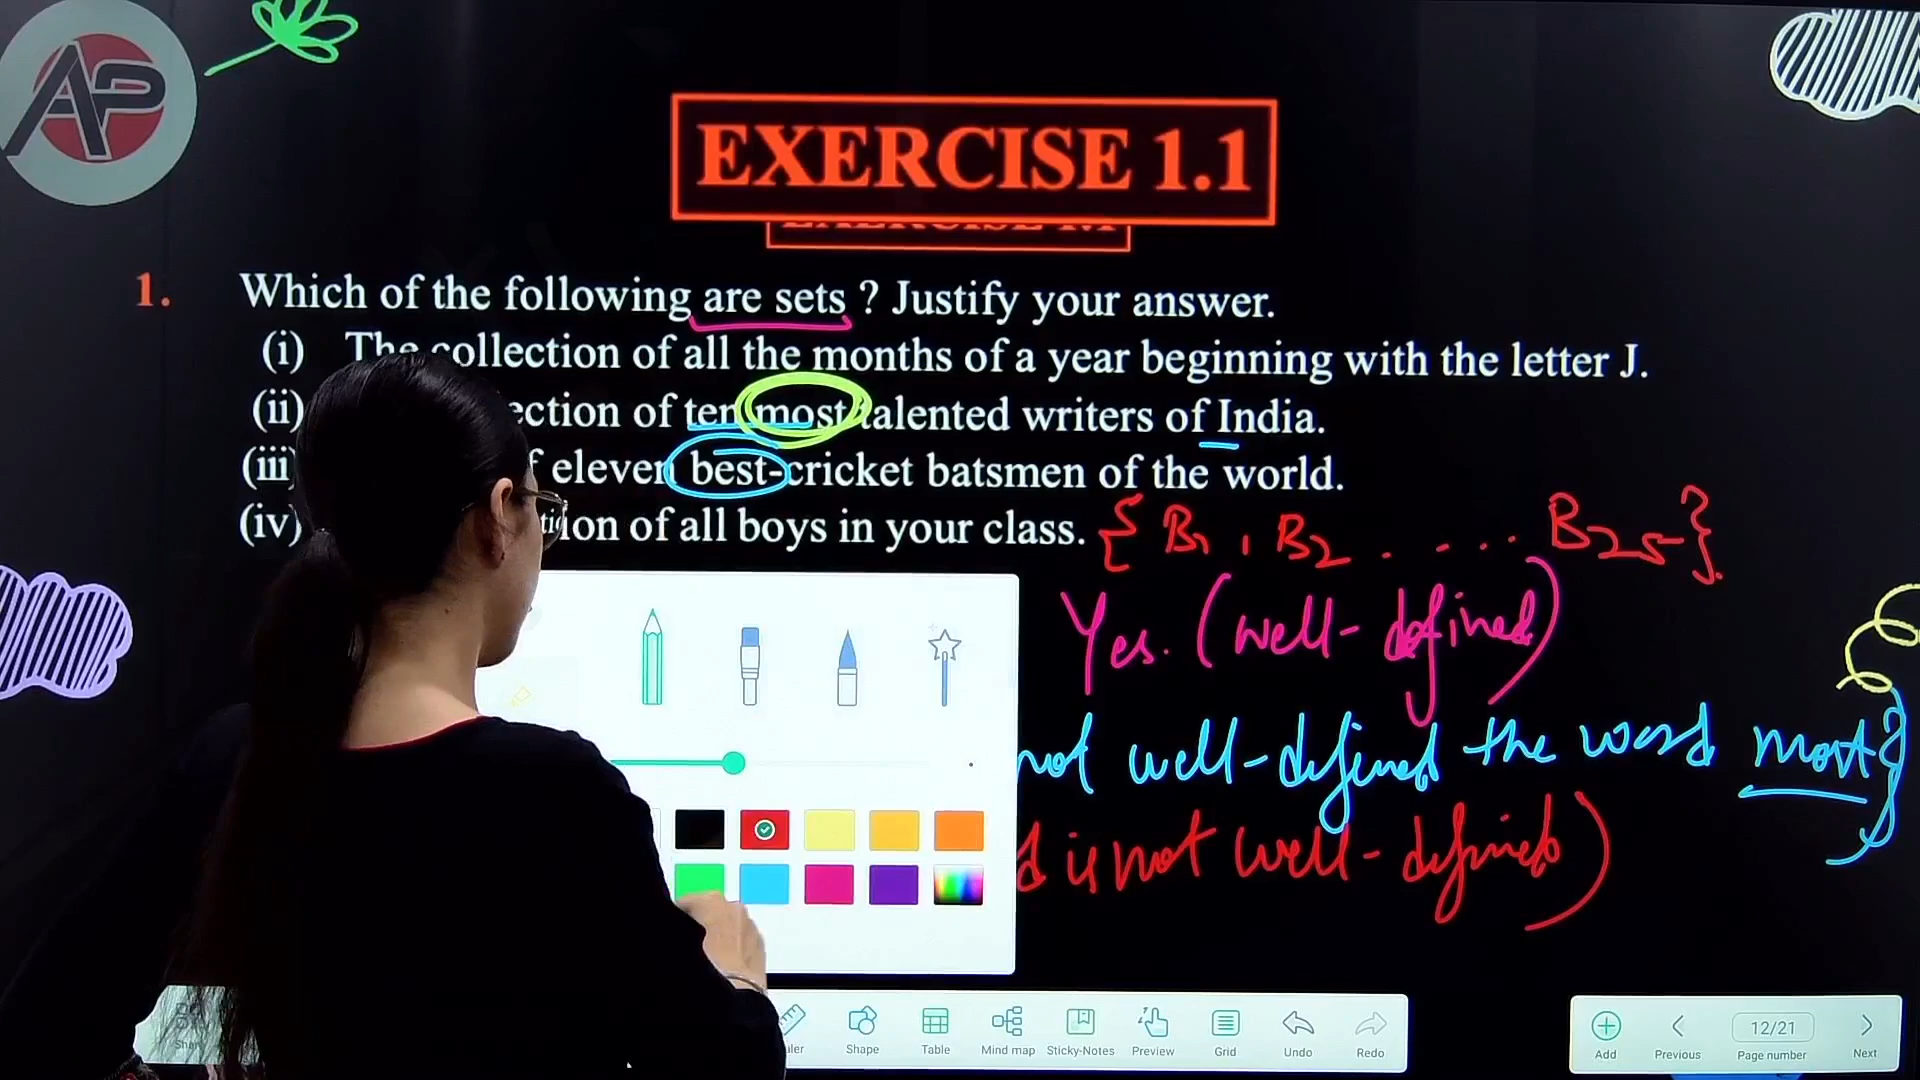 AP
EXERCISE 1.1
1. Which of the following are sets ? Justify your answer.
(i) The collection of all the months of a year beginning with the letter J.
(ii) ection of ten most talented writers of India.
(iii) f eleven best-cricket batsmen of the world.
(iv) tion of all boys in your class. { B1 , B2 . . ... B25 }.
Yes. (well-defined)
not well-defined the word most}
d is not well-defined)
Shape Table Mind map Sticky-Notes Preview Grid Undo Redo
12/21
Add Previous Page number Next